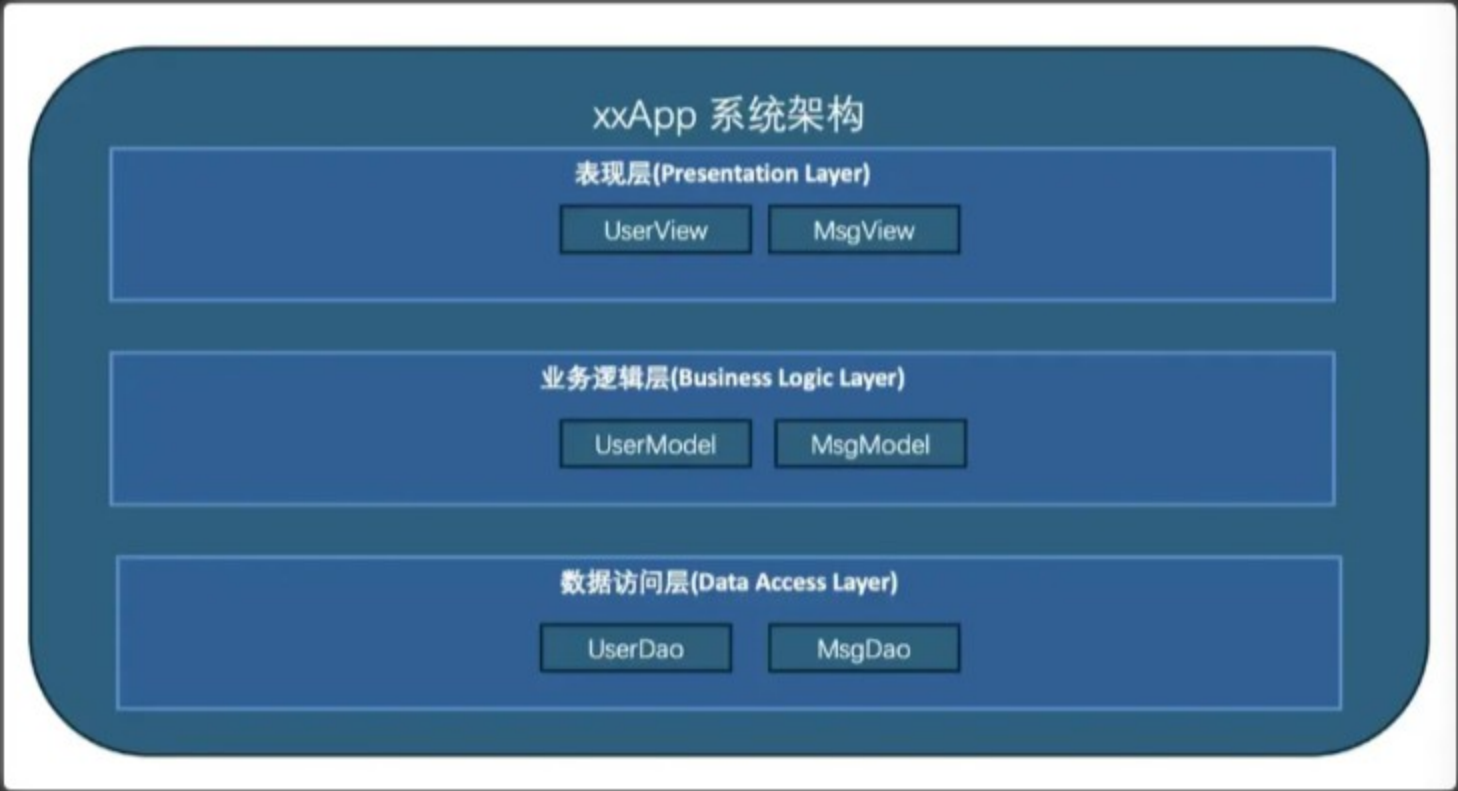 xxApp 系统架构
表现层(Presentation Layer)
UserView MsgView
业务逻辑层(Business Logic Layer)
UserModel MsgModel
数据访问层(Data Access Layer)
UserDao MsgDao